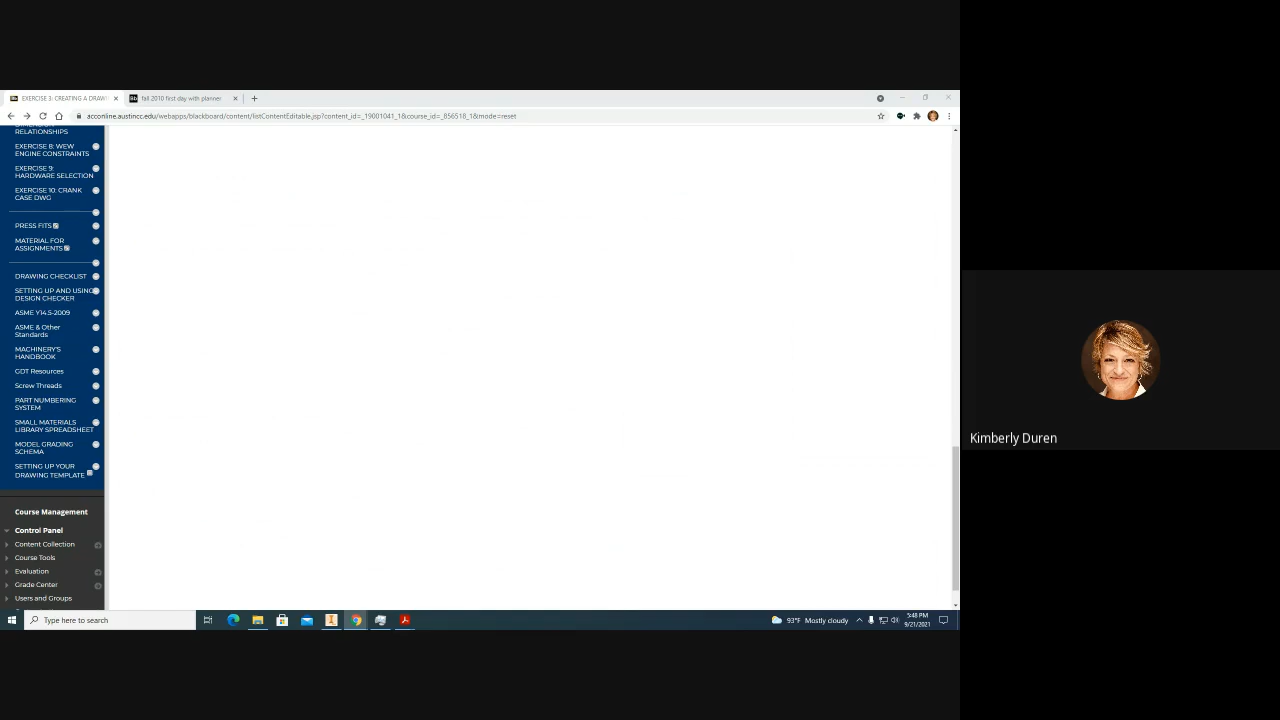 EXERCISE 3: CREATING A DRAW
fall 2010 first day with planner
acconline.austincc.edu/webapps/blackboard/content/listContentEditable.jsp?content_id=_19001041_1&course_id=_856518_1&mode=reset
RELATIONSHIPS
EXERCISE 8: WEW
ENGINE CONSTRAINTS
EXERCISE 9:
HARDWARE SELECTION
EXERCISE 10: CRANK
CASE DWG
PRESS FITS
MATERIAL FOR
ASSIGNMENTS
DRAWING CHECKLIST
SETTING UP AND USING
DESIGN CHECKER
ASME Y14.5-2009
ASME & Other
Standards
MACHINERY'S
HANDBOOK
GDT Resources
Screw Threads
PART NUMBERING
SYSTEM
SMALL MATERIALS
LIBRARY SPREADSHEET
MODEL GRADING
SCHEMA
SETTING UP YOUR
DRAWING TEMPLATE
Course Management
Control Panel
Content Collection
Course Tools
Evaluation
Grade Center
Users and Groups
Type here to search
93°F Mostly cloudy
5:48 PM
9/21/2021
Kimberly Duren